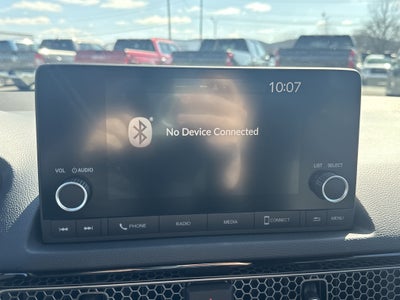 10:07
No Device Connected
VOL AUDIO
LIST SELECT
PHONE RADIO MEDIA CONNECT MENU